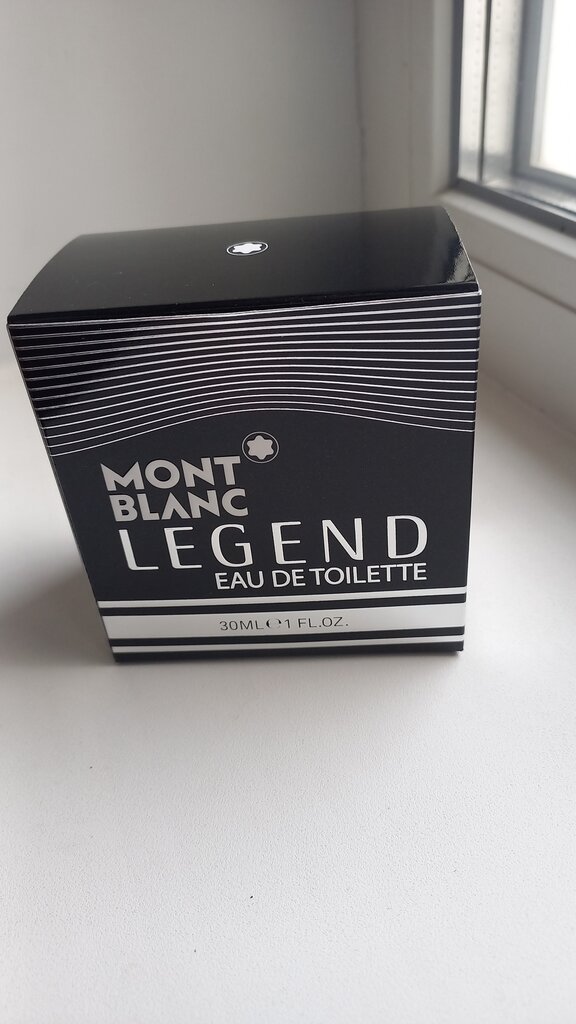 MONT
BLANC
LEGEND
EAU DE TOILETTE
30ML℮1 FL.OZ.